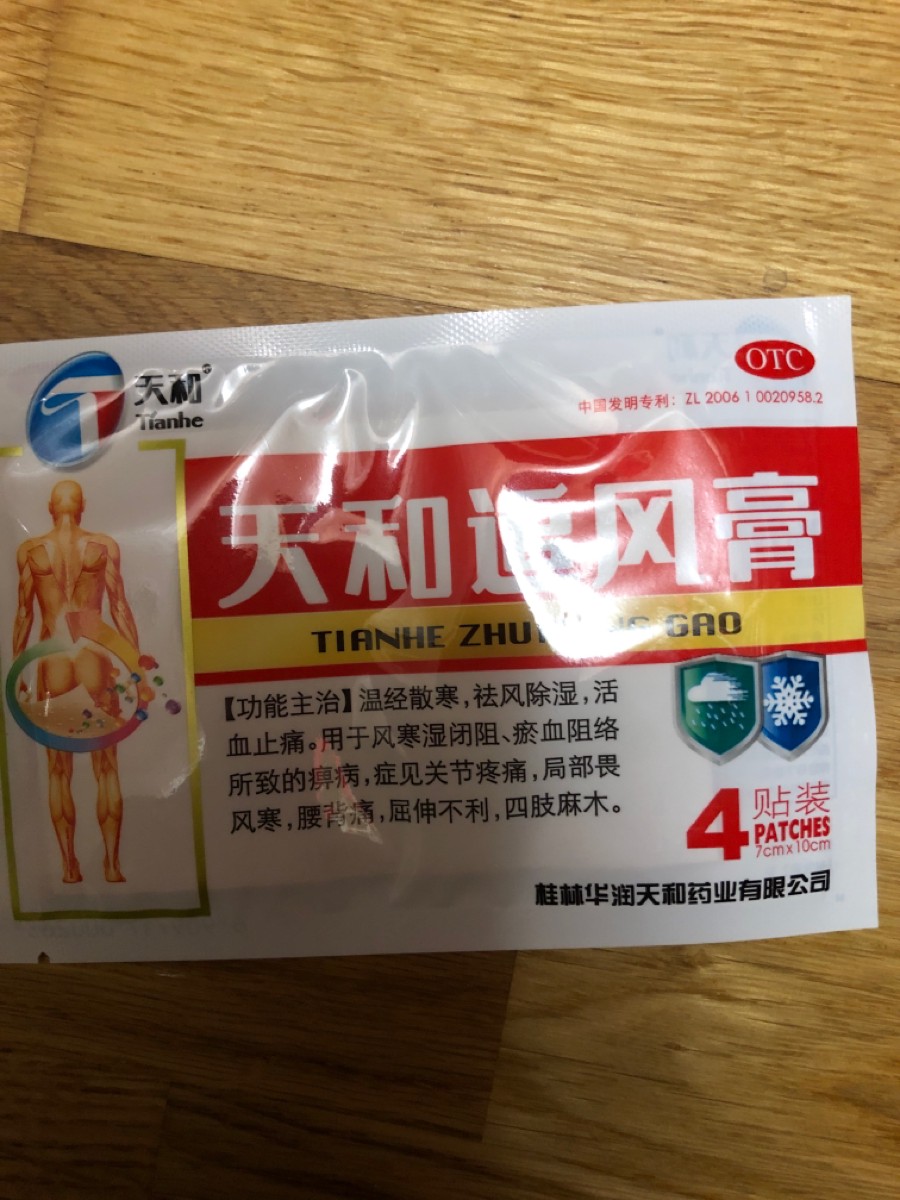 天和®
Tianhe
OTC
中国发明专利：ZL 2006 1 0020958.2
天和追风膏
TIANHE GAO
【功能主治】温经散寒，祛风除湿，活
血止痛。用于风寒湿闭阻、瘀血阻络
所致的痹病，症见关节疼痛，局部畏
风寒，腰背痛，屈伸不利，四肢麻木。
4贴装
PATCHES
7cmx10cm
桂林华润天和药业有限公司